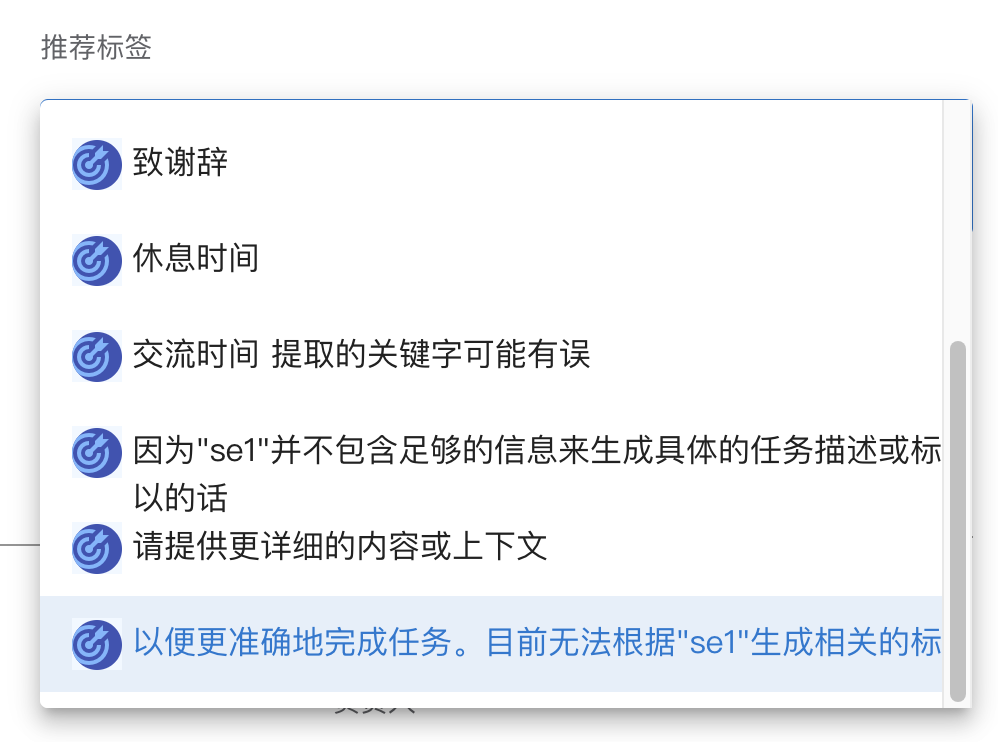 推荐标签
致谢辞
休息时间
交流时间 提取的关键字可能有误
因为"se1"并不包含足够的信息来生成具体的任务描述或标
以的话
请提供更详细的内容或上下文
以便更准确地完成任务。目前无法根据"se1"生成相关的标